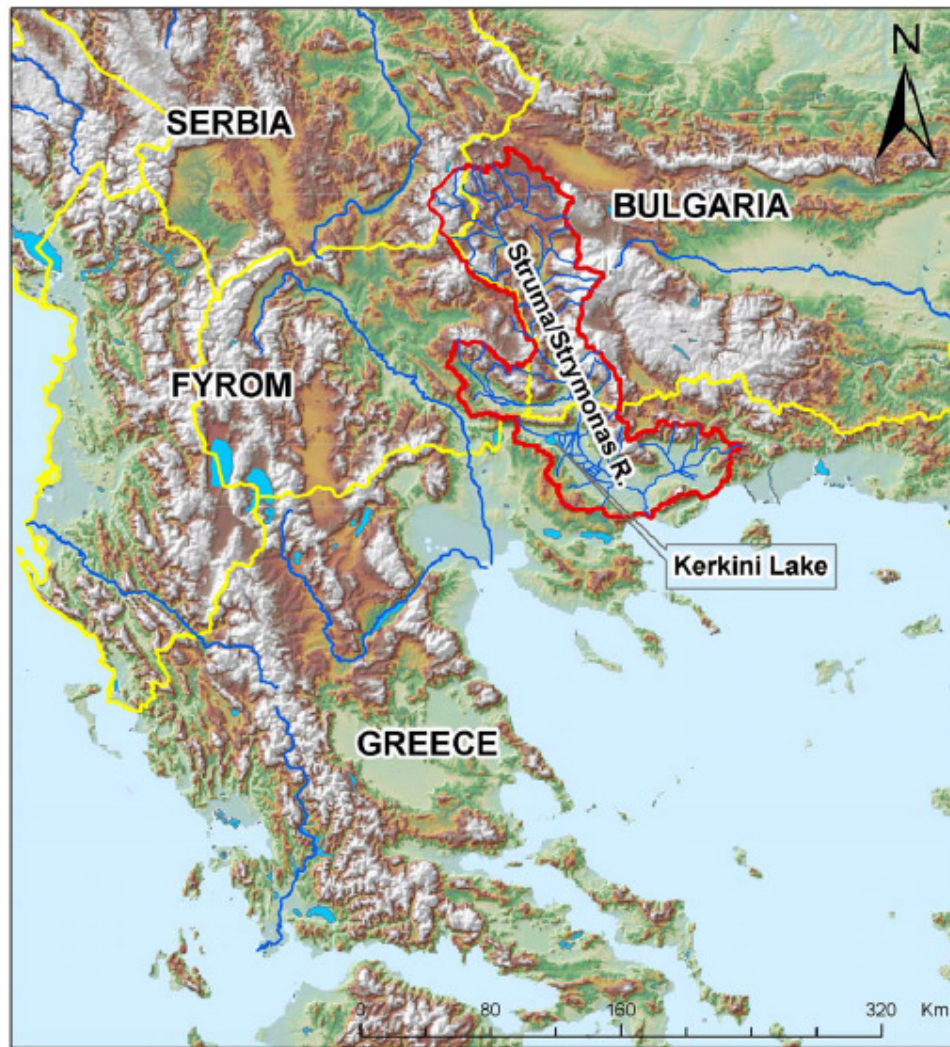 N
SERBIA
BULGARIA
Struma/Strymonas R.
FYROM
Kerkini Lake
GREECE
0 80 160 320 Km